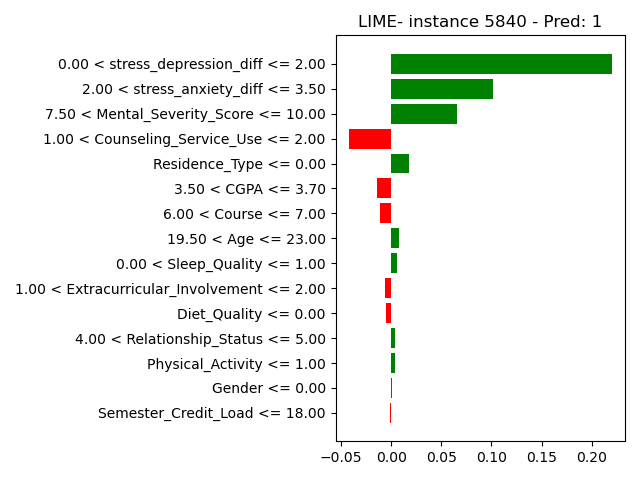 LIME- instance 5840 - Pred: 1
0.00 < stress_depression_diff <= 2.00
2.00 < stress_anxiety_diff <= 3.50
7.50 < Mental_Severity_Score <= 10.00
1.00 < Counseling_Service_Use <= 2.00
Residence_Type <= 0.00
3.50 < CGPA <= 3.70
6.00 < Course <= 7.00
19.50 < Age <= 23.00
0.00 < Sleep_Quality <= 1.00
1.00 < Extracurricular_Involvement <= 2.00
Diet_Quality <= 0.00
4.00 < Relationship_Status <= 5.00
Physical_Activity <= 1.00
Gender <= 0.00
Semester_Credit_Load <= 18.00
−0.05 0.00 0.05 0.10 0.15 0.20